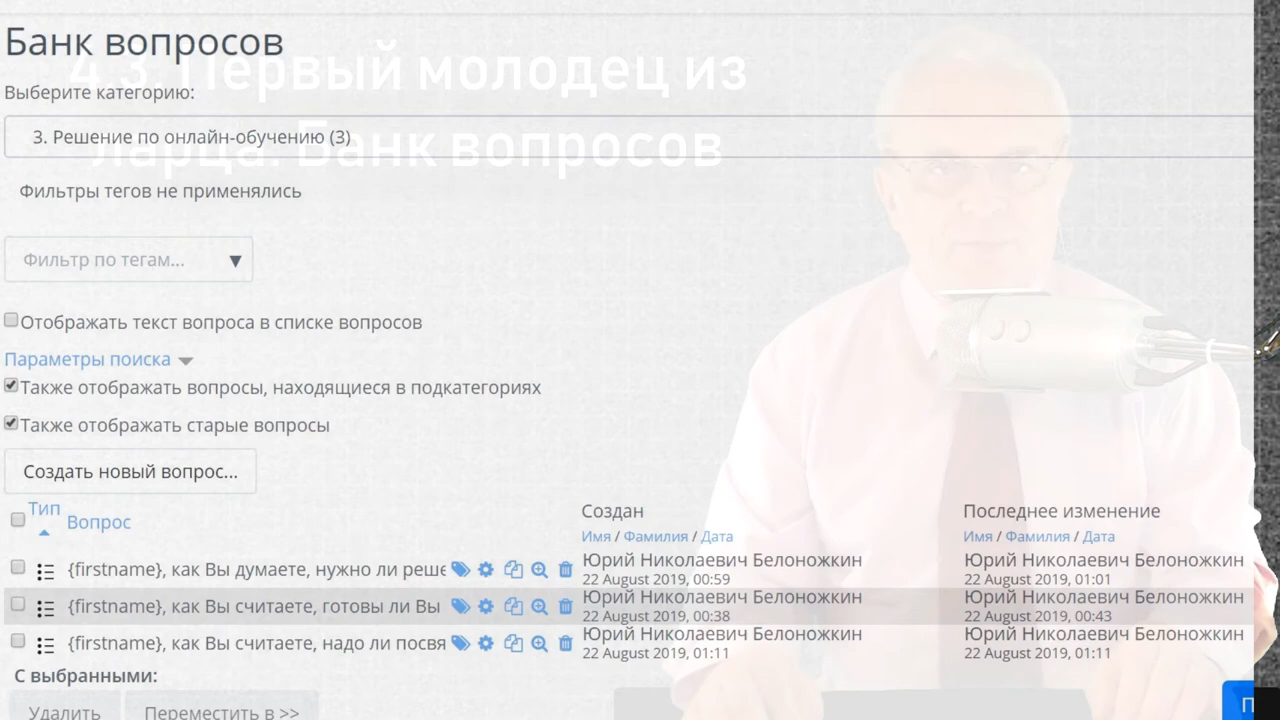 Банк вопросов
4.3. Первый молодец из
Выберите категорию:
3. Решение по онлайн-обучению (3)
ларца. Банк вопросов
Фильтры тегов не применялись
Фильтр по тегам...
Отображать текст вопроса в списке вопросов
Параметры поиска
Также отображать вопросы, находящиеся в подкатегориях
Также отображать старые вопросы
Создать новый вопрос...
Тип
Вопрос
Создан
Последнее изменение
Имя / Фамилия / Дата
Имя / Фамилия / Дата
{firstname}, как Вы думаете, нужно ли реше
Юрий Николаевич Белоножкин
22 August 2019, 00:59
Юрий Николаевич Белоножкин
22 August 2019, 01:01
{firstname}, как Вы считаете, готовы ли Вы
Юрий Николаевич Белоножкин
22 August 2019, 00:38
Юрий Николаевич Белоножкин
22 August 2019, 00:43
{firstname}, как Вы считаете, надо ли посвя
Юрий Николаевич Белоножкин
22 August 2019, 01:11
Юрий Николаевич Белоножкин
22 August 2019, 01:11
С выбранными:
Удалить
Переместить в >>